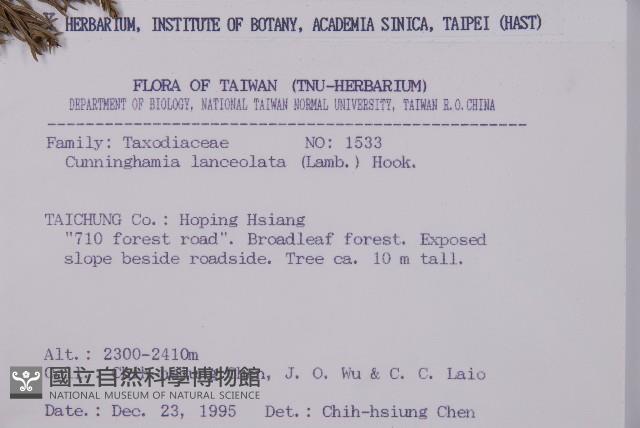 HERBARIUM, INSTITUTE OF BOTANY, ACADEMIA SINICA, TAIPEI (HAST)
FLORA OF TAIWAN (TNU-HERBARIUM)
DEPARTMENT OF BIOLOGY, NATIONAL TAIWAN NORMAL UNIVERSITY, TAIWAN R.O.CHINA
Family: Taxodiaceae NO: 1533
Cunninghamia lanceolata (Lamb.) Hook.
TAICHUNG Co.: Hoping Hsiang
"710 forest road". Broadleaf forest. Exposed
slope beside roadside. Tree ca. 10 m tall.
Alt.: 2300-2410m
J. O. Wu & C. C. Laio
國立自然科學博物館
NATIONAL MUSEUM OF NATURAL SCIENCE
Date.: Dec. 23, 1995 Det.: Chih-hsiung Chen